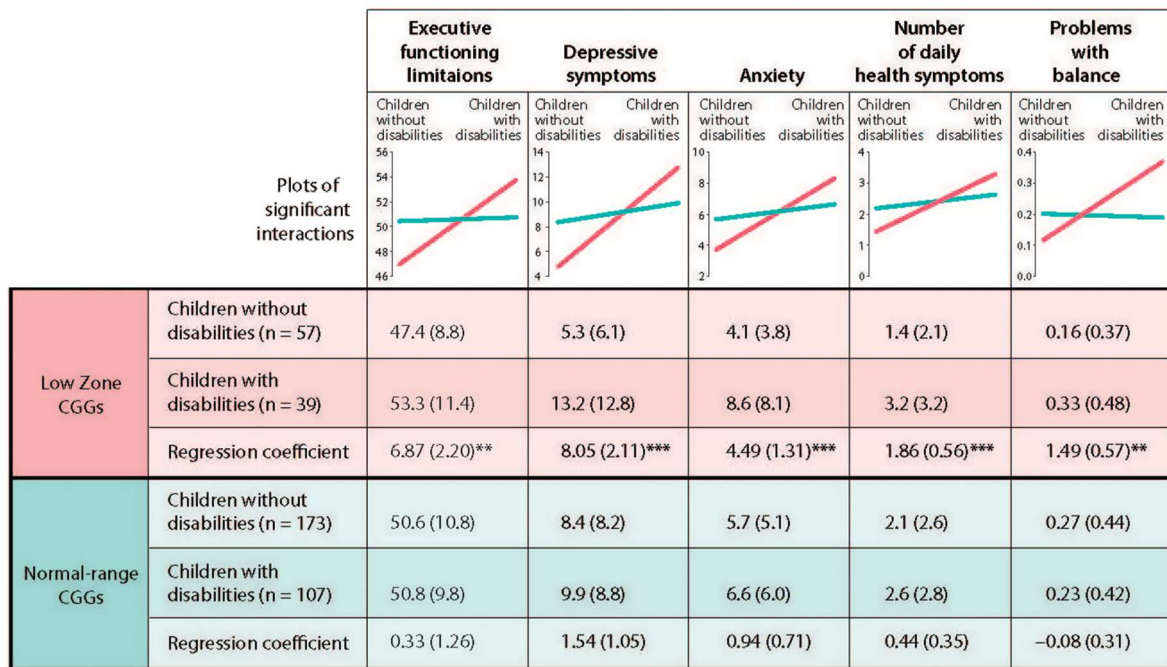 Executive
functioning
limitaions
Depressive
symptoms
Anxiety
Number
of daily
health symptoms
Problems
with
balance
Children without disabilities
Children with disabilities
Children without disabilities
Children with disabilities
Children without disabilities
Children with disabilities
Children without disabilities
Children with disabilities
Children without disabilities
Children with disabilities
Plots of
significant
interactions
56
54
52
50
48
46
14
12
10
8
6
4
10
8
6
4
2
4
3
2
1
0
0.4
0.3
0.2
0.1
0.0
Low Zone
CGGs
Children without
disabilities (n = 57)
47.4 (8.8)
5.3 (6.1)
4.1 (3.8)
1.4 (2.1)
0.16 (0.37)
Children with
disabilities (n = 39)
53.3 (11.4)
13.2 (12.8)
8.6 (8.1)
3.2 (3.2)
0.33 (0.48)
Regression coefficient
6.87 (2.20)**
8.05 (2.11)***
4.49 (1.31)***
1.86 (0.56)***
1.49 (0.57)**
Normal-range
CGGs
Children without
disabilities (n = 173)
50.6 (10.8)
8.4 (8.2)
5.7 (5.1)
2.1 (2.6)
0.27 (0.44)
Children with
disabilities (n = 107)
50.8 (9.8)
9.9 (8.8)
6.6 (6.0)
2.6 (2.8)
0.23 (0.42)
Regression coefficient
0.33 (1.26)
1.54 (1.05)
0.94 (0.71)
0.44 (0.35)
–0.08 (0.31)